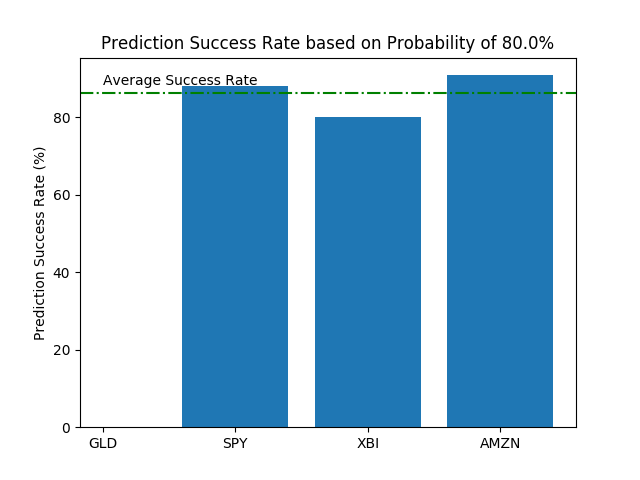 Prediction Success Rate based on Probability of 80.0%
Average Success Rate
Prediction Success Rate (%)
80
60
40
20
0
GLD SPY XBI AMZN